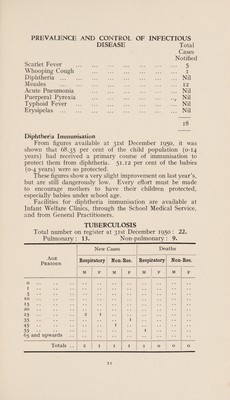 PREVALENCE AND CONTROL OF INFECTIOUS
DISEASE
Total
Cases
Notified
Scarlet Fever ... ... ... ... ... ... 5
Whooping Cough ... ... ... ... ... 1
Diphtheria ... ... ... ... ... ... Nil
Measles ... ... ... ... ... ... 12
Acute Pneumonia ... ... ... ... ... Nil
Puerperal Pyrexia ... ... ... ... ... Nil
Typhoid Fever ... ... ... ... ... Nil
Erysipelas ... ... ... ... ... ... Nil
18
Diphtheria Immunisation
From figures available at 31st December 1950, it was
shown that 68.35 per cent of the child population (0-14
years) had received a primary course of immunisation to
protect them from diphtheria. 51.12 per cent of the babies
(0-4 years) were so protected.
These figures show a very slight improvement on last year's,
but are still dangerously low. Every effort must be made
to encourage mothers to have their children protected,
especially babies under school age.
Facilities for diphtheria immunisation are available at
Infant Welfare Clinics, through the School Medical Service,
and from General Practitioners.
TUBERCULOSIS
Total number on register at 31st December 1950: 22.
Pulmonary: 13. Non-pulmonary: 9.
AGE PERIODS New Cases Deaths
Respiratory Non-Res. Respiratory Non-Res.
M F M F M F M F
0 .. .. .. .. .. .. .. .. .. ..
1 .. .. .. .. .. .. .. .. .. ..
5 .. .. .. .. .. .. .. .. .. ..
10 .. .. .. .. .. .. .. .. .. ..
15 .. .. .. .. .. .. .. .. .. ..
20 .. .. .. .. .. .. .. .. .. ..
25 .. .. 2 1 .. .. .. .. .. ..
35 .. .. .. .. .. 1 .. .. .. ..
45 .. .. .. .. 1 .. .. .. .. ..
55 .. .. .. .. .. .. 1 .. .. ..
65 and upwards .. .. .. .. .. .. .. ..
Totals .. 2 1 1 1 1 0 0 0
11